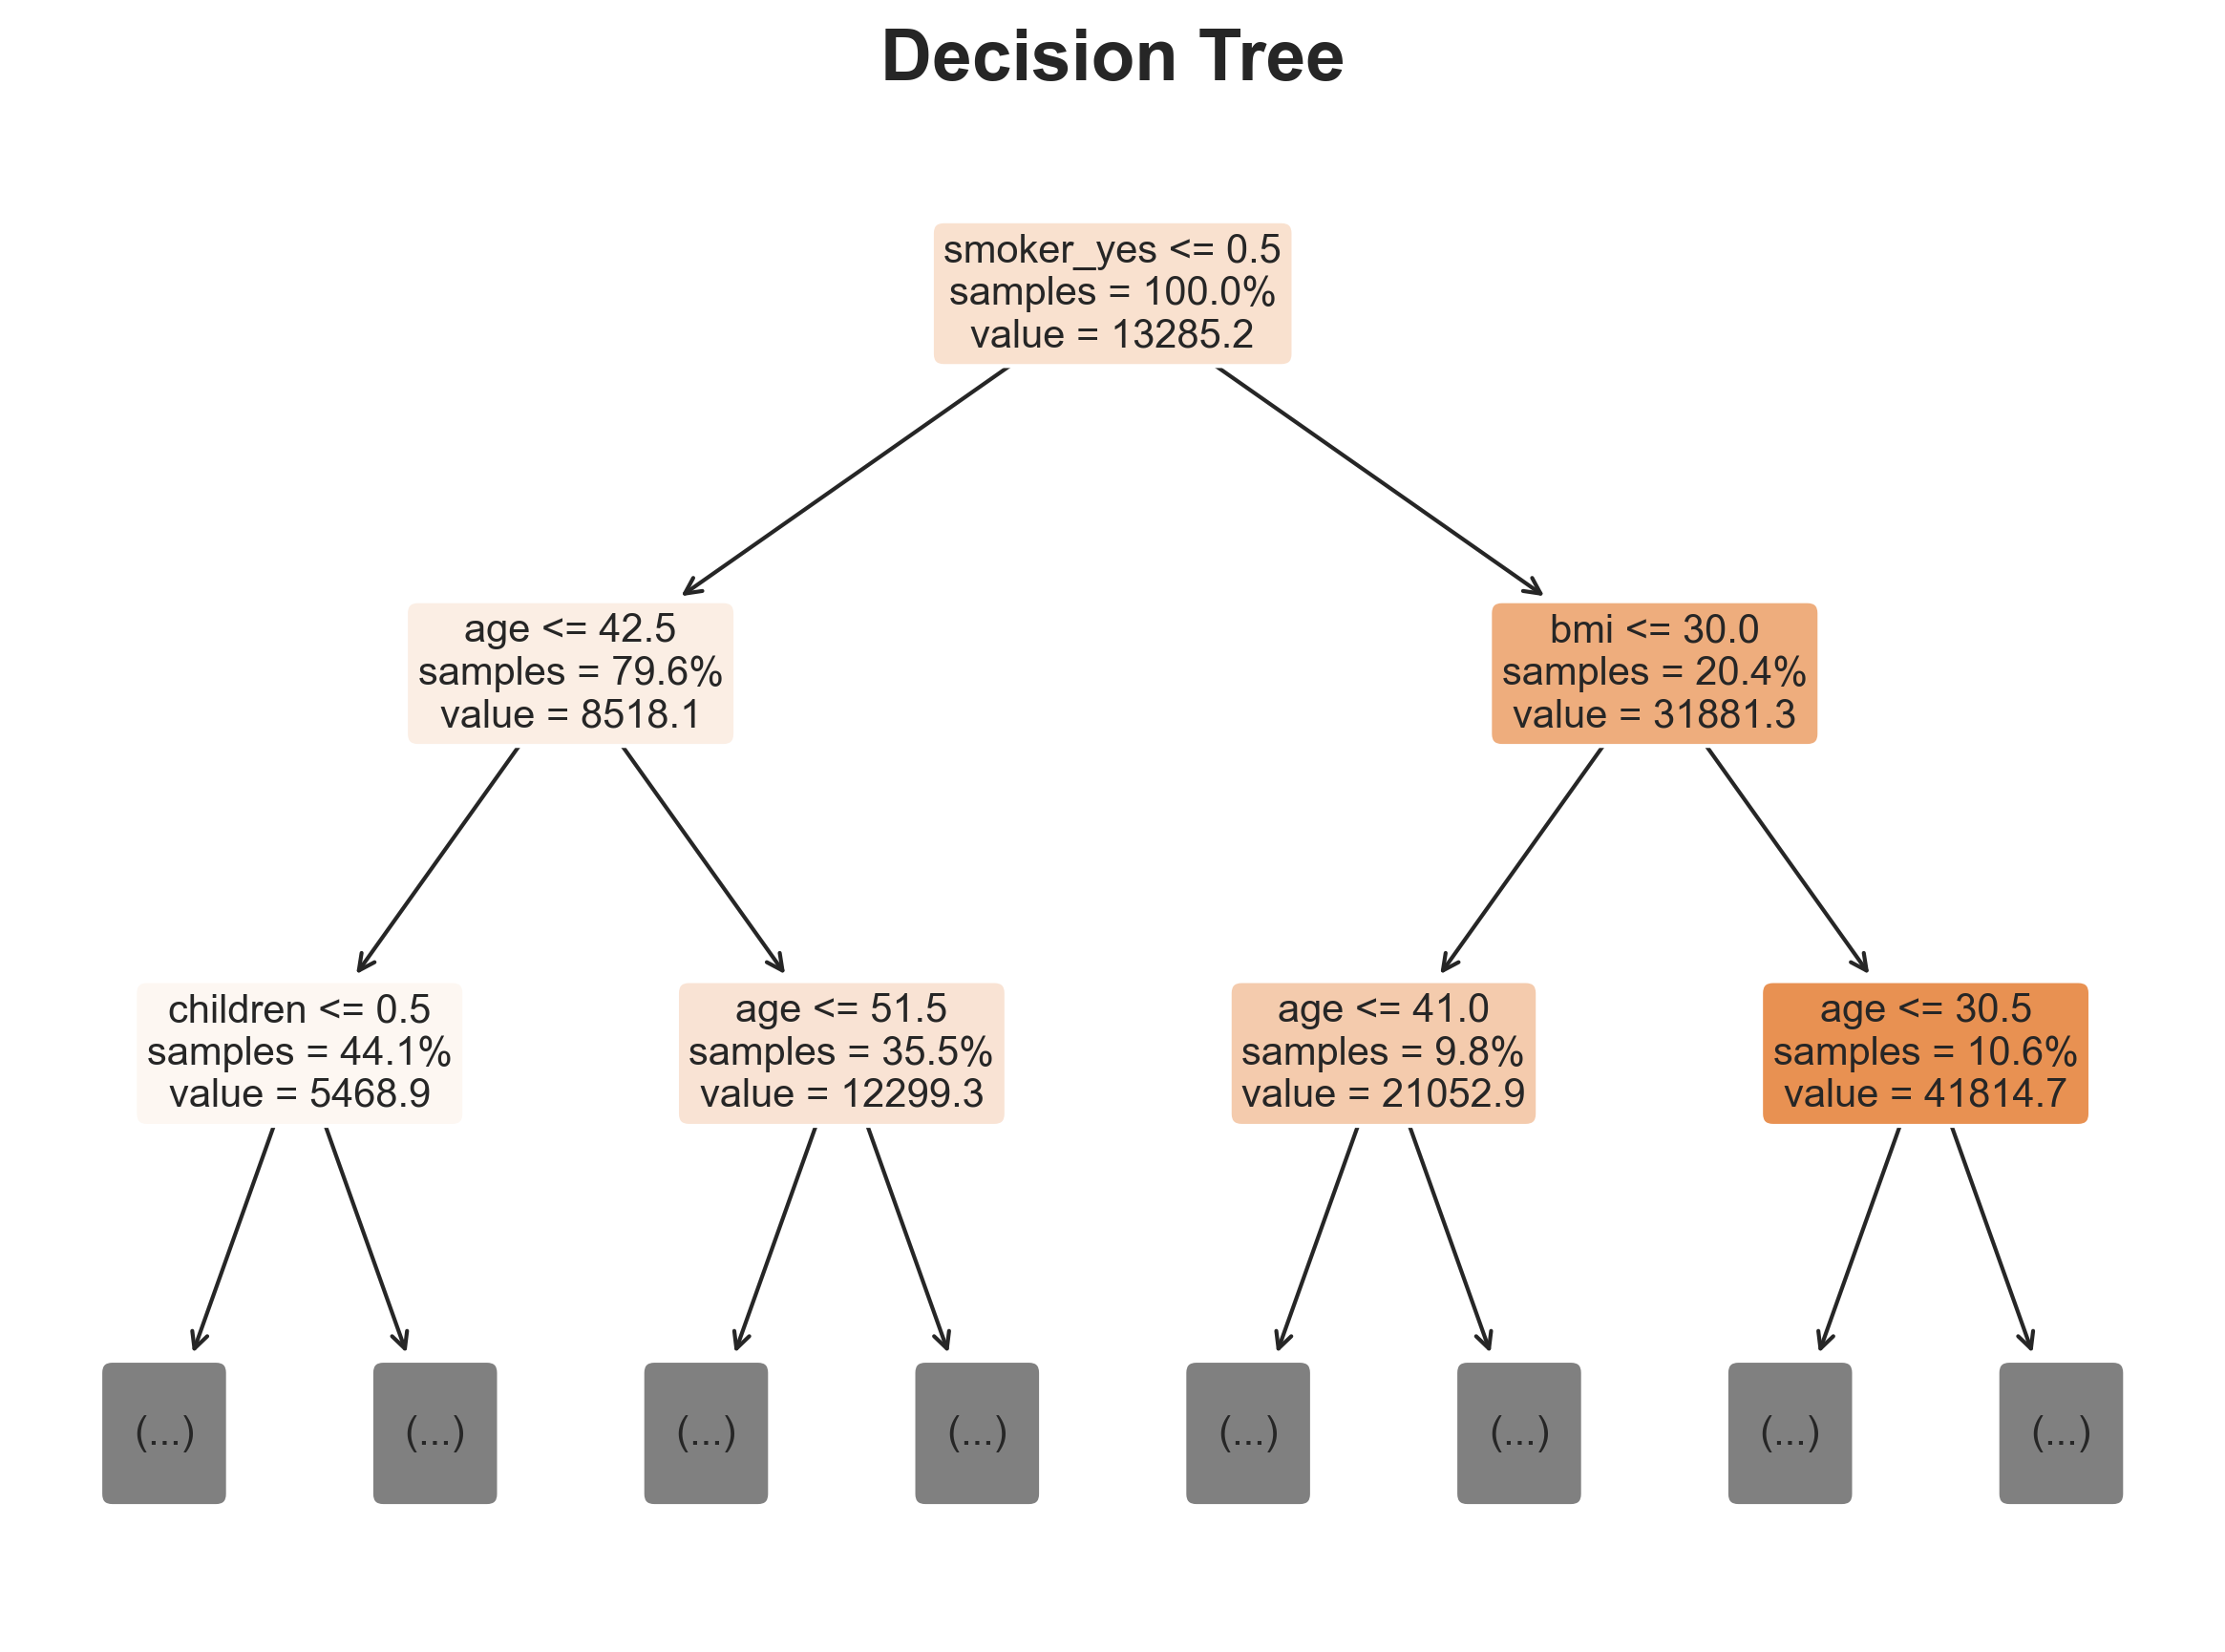 Decision Tree
smoker_yes <= 0.5
samples = 100.0%
value = 13285.2
age <= 42.5
samples = 79.6%
value = 8518.1
bmi <= 30.0
samples = 20.4%
value = 31881.3
children <= 0.5
samples = 44.1%
value = 5468.9
age <= 51.5
samples = 35.5%
value = 12299.3
age <= 41.0
samples = 9.8%
value = 21052.9
age <= 30.5
samples = 10.6%
value = 41814.7
(...)
(...)
(...)
(...)
(...)
(...)
(...)
(...)